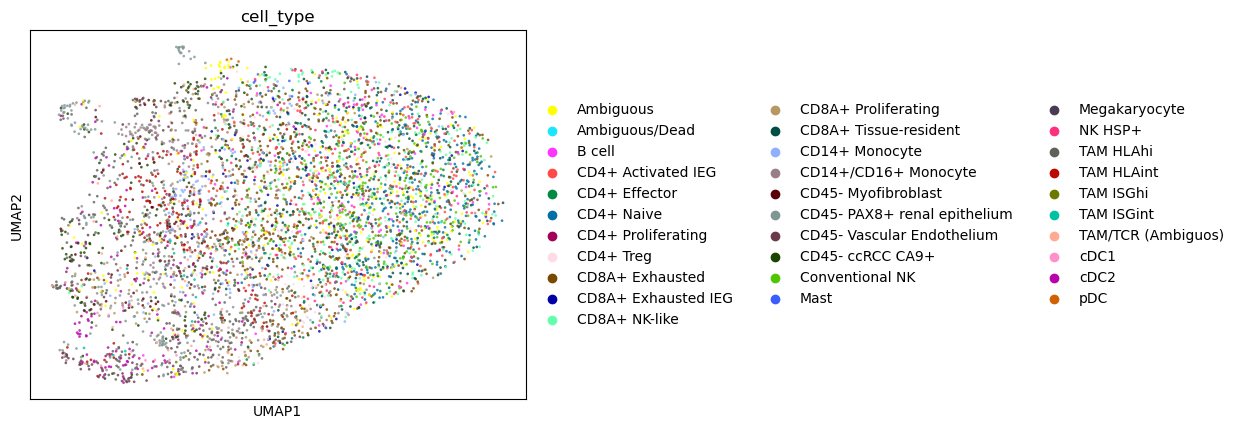 cell_type
UMAP2
UMAP1
Ambiguous
Ambiguous/Dead
B cell
CD4+ Activated IEG
CD4+ Effector
CD4+ Naive
CD4+ Proliferating
CD4+ Treg
CD8A+ Exhausted
CD8A+ Exhausted IEG
CD8A+ NK-like
CD8A+ Proliferating
CD8A+ Tissue-resident
CD14+ Monocyte
CD14+/CD16+ Monocyte
CD45- Myofibroblast
CD45- PAX8+ renal epithelium
CD45- Vascular Endothelium
CD45- ccRCC CA9+
Conventional NK
Mast
Megakaryocyte
NK HSP+
TAM HLAhi
TAM HLAint
TAM ISGhi
TAM ISGint
TAM/TCR (Ambiguos)
cDC1
cDC2
pDC